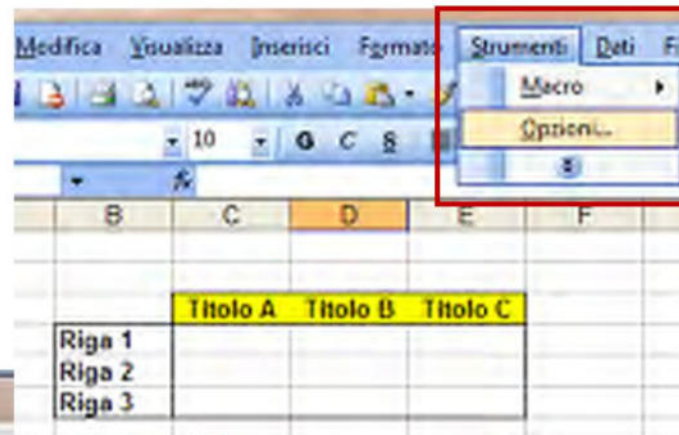 Modifica Visualizza Inserisci Formato Strumenti Dati
Macro
Opzioni...
10 G C S
B C D E F
Titolo A Titolo B Titolo C
Riga 1
Riga 2
Riga 3